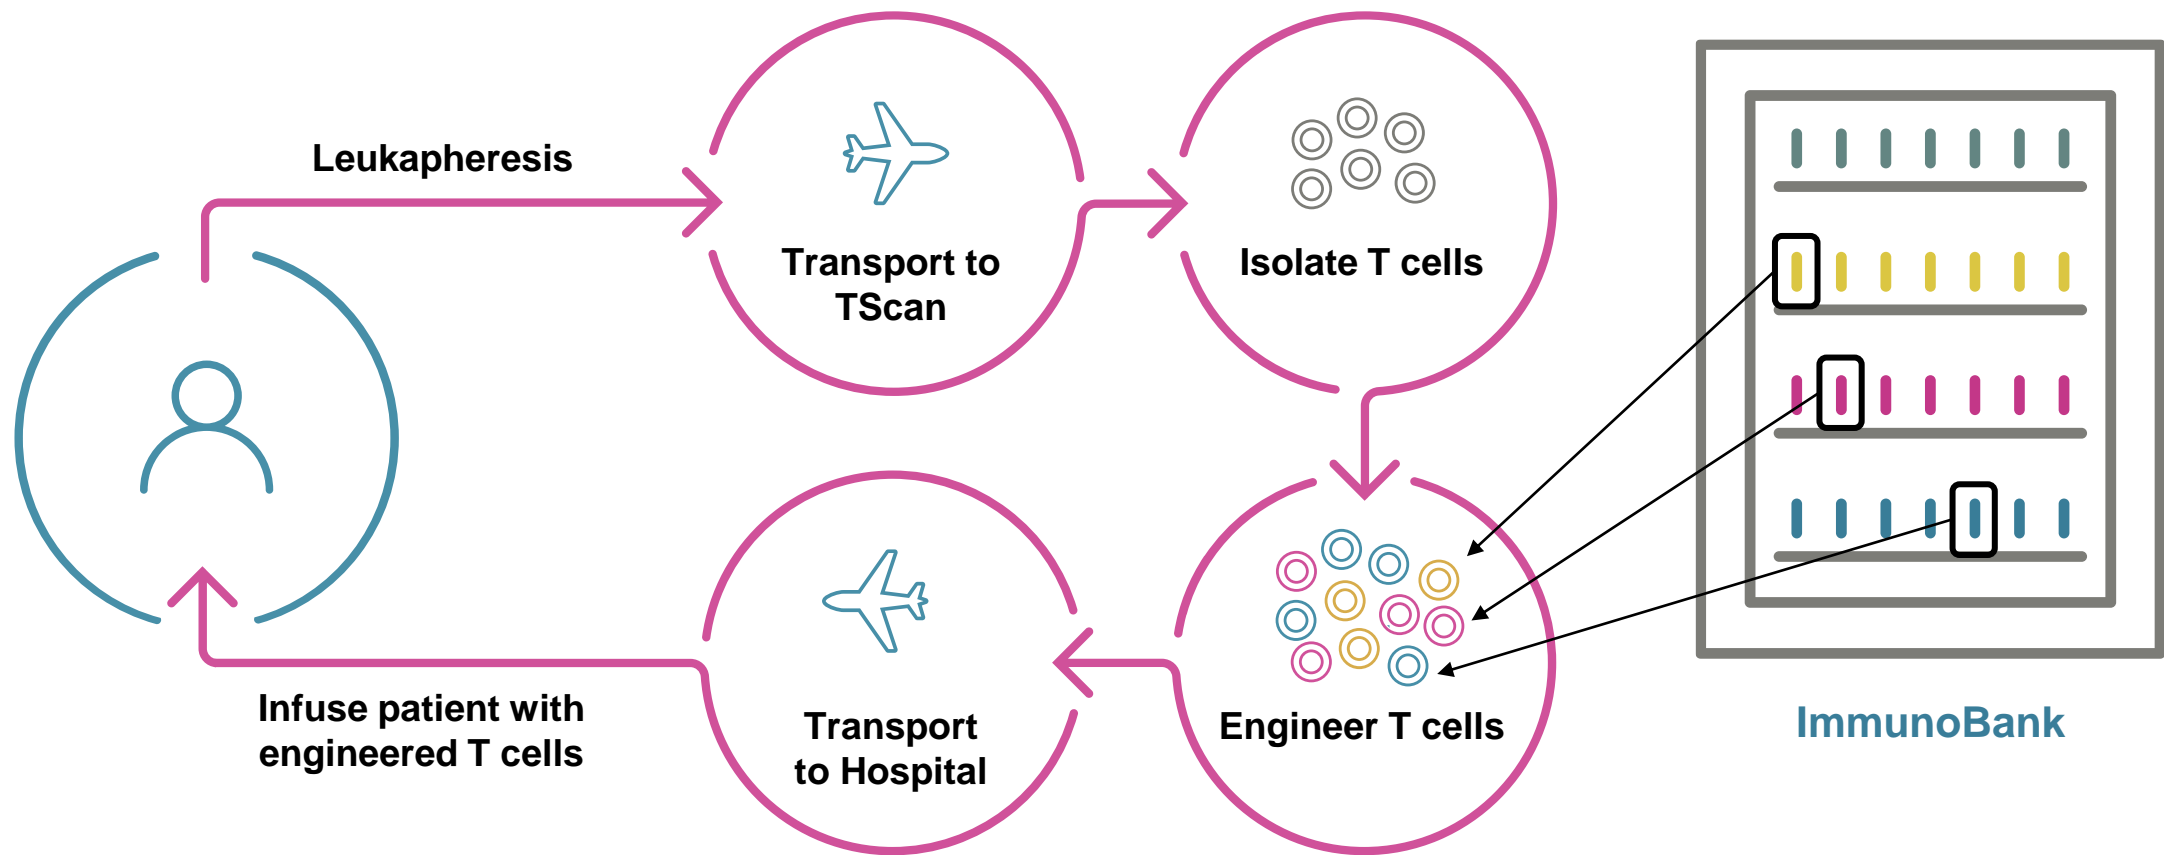 Leukapheresis
Transport to
TScan
Isolate T cells
Engineer T cells
ImmunoBank
Transport
to Hospital
Infuse patient with
engineered T cells